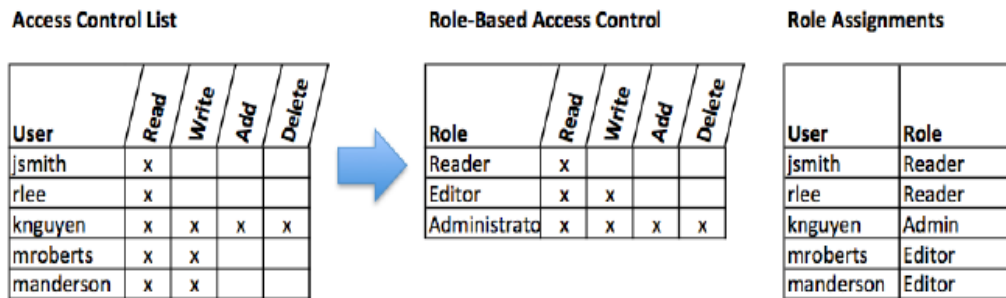 Access Control List
User Read Write Add Delete
jsmith x
rlee x
knguyen x x x x
mroberts x x
manderson x x
Role-Based Access Control
Role Read Write Add Delete
Reader x
Editor x x
Administrato x x x x
Role Assignments
User Role
jsmith Reader
rlee Reader
knguyen Admin
mroberts Editor
manderson Editor